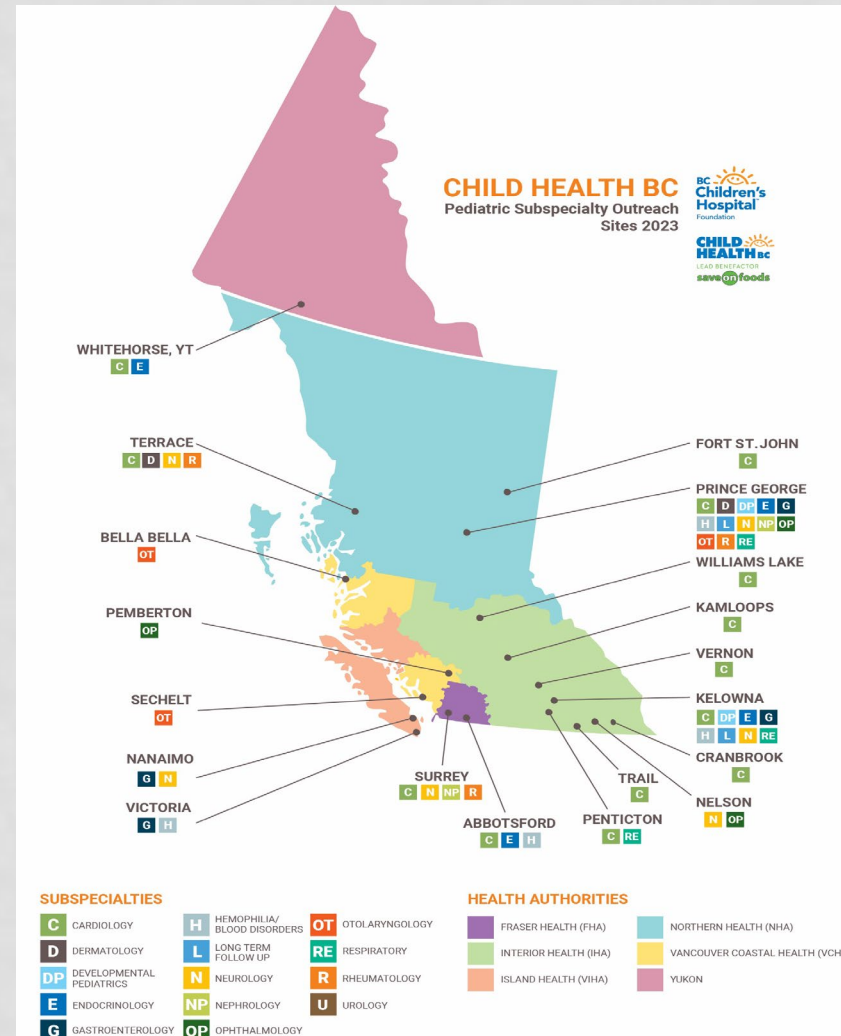 CHILD HEALTH BC
Pediatric Subspecialty Outreach
Sites 2023
BC
Children's
Hospital
Foundation
CHILD
HEALTH BC
LEAD BENEFACTOR
save on foods
WHITEHORSE, YT
C E
TERRACE
C D N R
BELLA BELLA
OT
PEMBERTON
OP
SECHELT
OT
NANAIMO
G N
VICTORIA
G H
SURREY
C N NP R
ABBOTSFORD
C E H
PENTICTON
C RE
TRAIL
C
NELSON
N OP
CRANBROOK
C
KELOWNA
C DP E G
H L N RE
VERNON
C
KAMLOOPS
C
WILLIAMS LAKE
C
PRINCE GEORGE
C D DP E G
H L N NP OP
OT R RE
FORT ST. JOHN
C
SUBSPECIALTIES
C CARDIOLOGY
D DERMATOLOGY
DP DEVELOPMENTAL
PEDIATRICS
E ENDOCRINOLOGY
G GASTROENTEROLOGY
H HEMOPHILIA/
BLOOD DISORDERS
L LONG TERM
FOLLOW UP
N NEUROLOGY
NP NEPHROLOGY
OP OPHTHALMOLOGY
OT OTOLARYNGOLOGY
RE RESPIRATORY
R RHEUMATOLOGY
U UROLOGY
HEALTH AUTHORITIES
FRASER HEALTH (FHA)
INTERIOR HEALTH (IHA)
ISLAND HEALTH (VIHA)
NORTHERN HEALTH (NHA)
VANCOUVER COASTAL HEALTH (VCH
YUKON